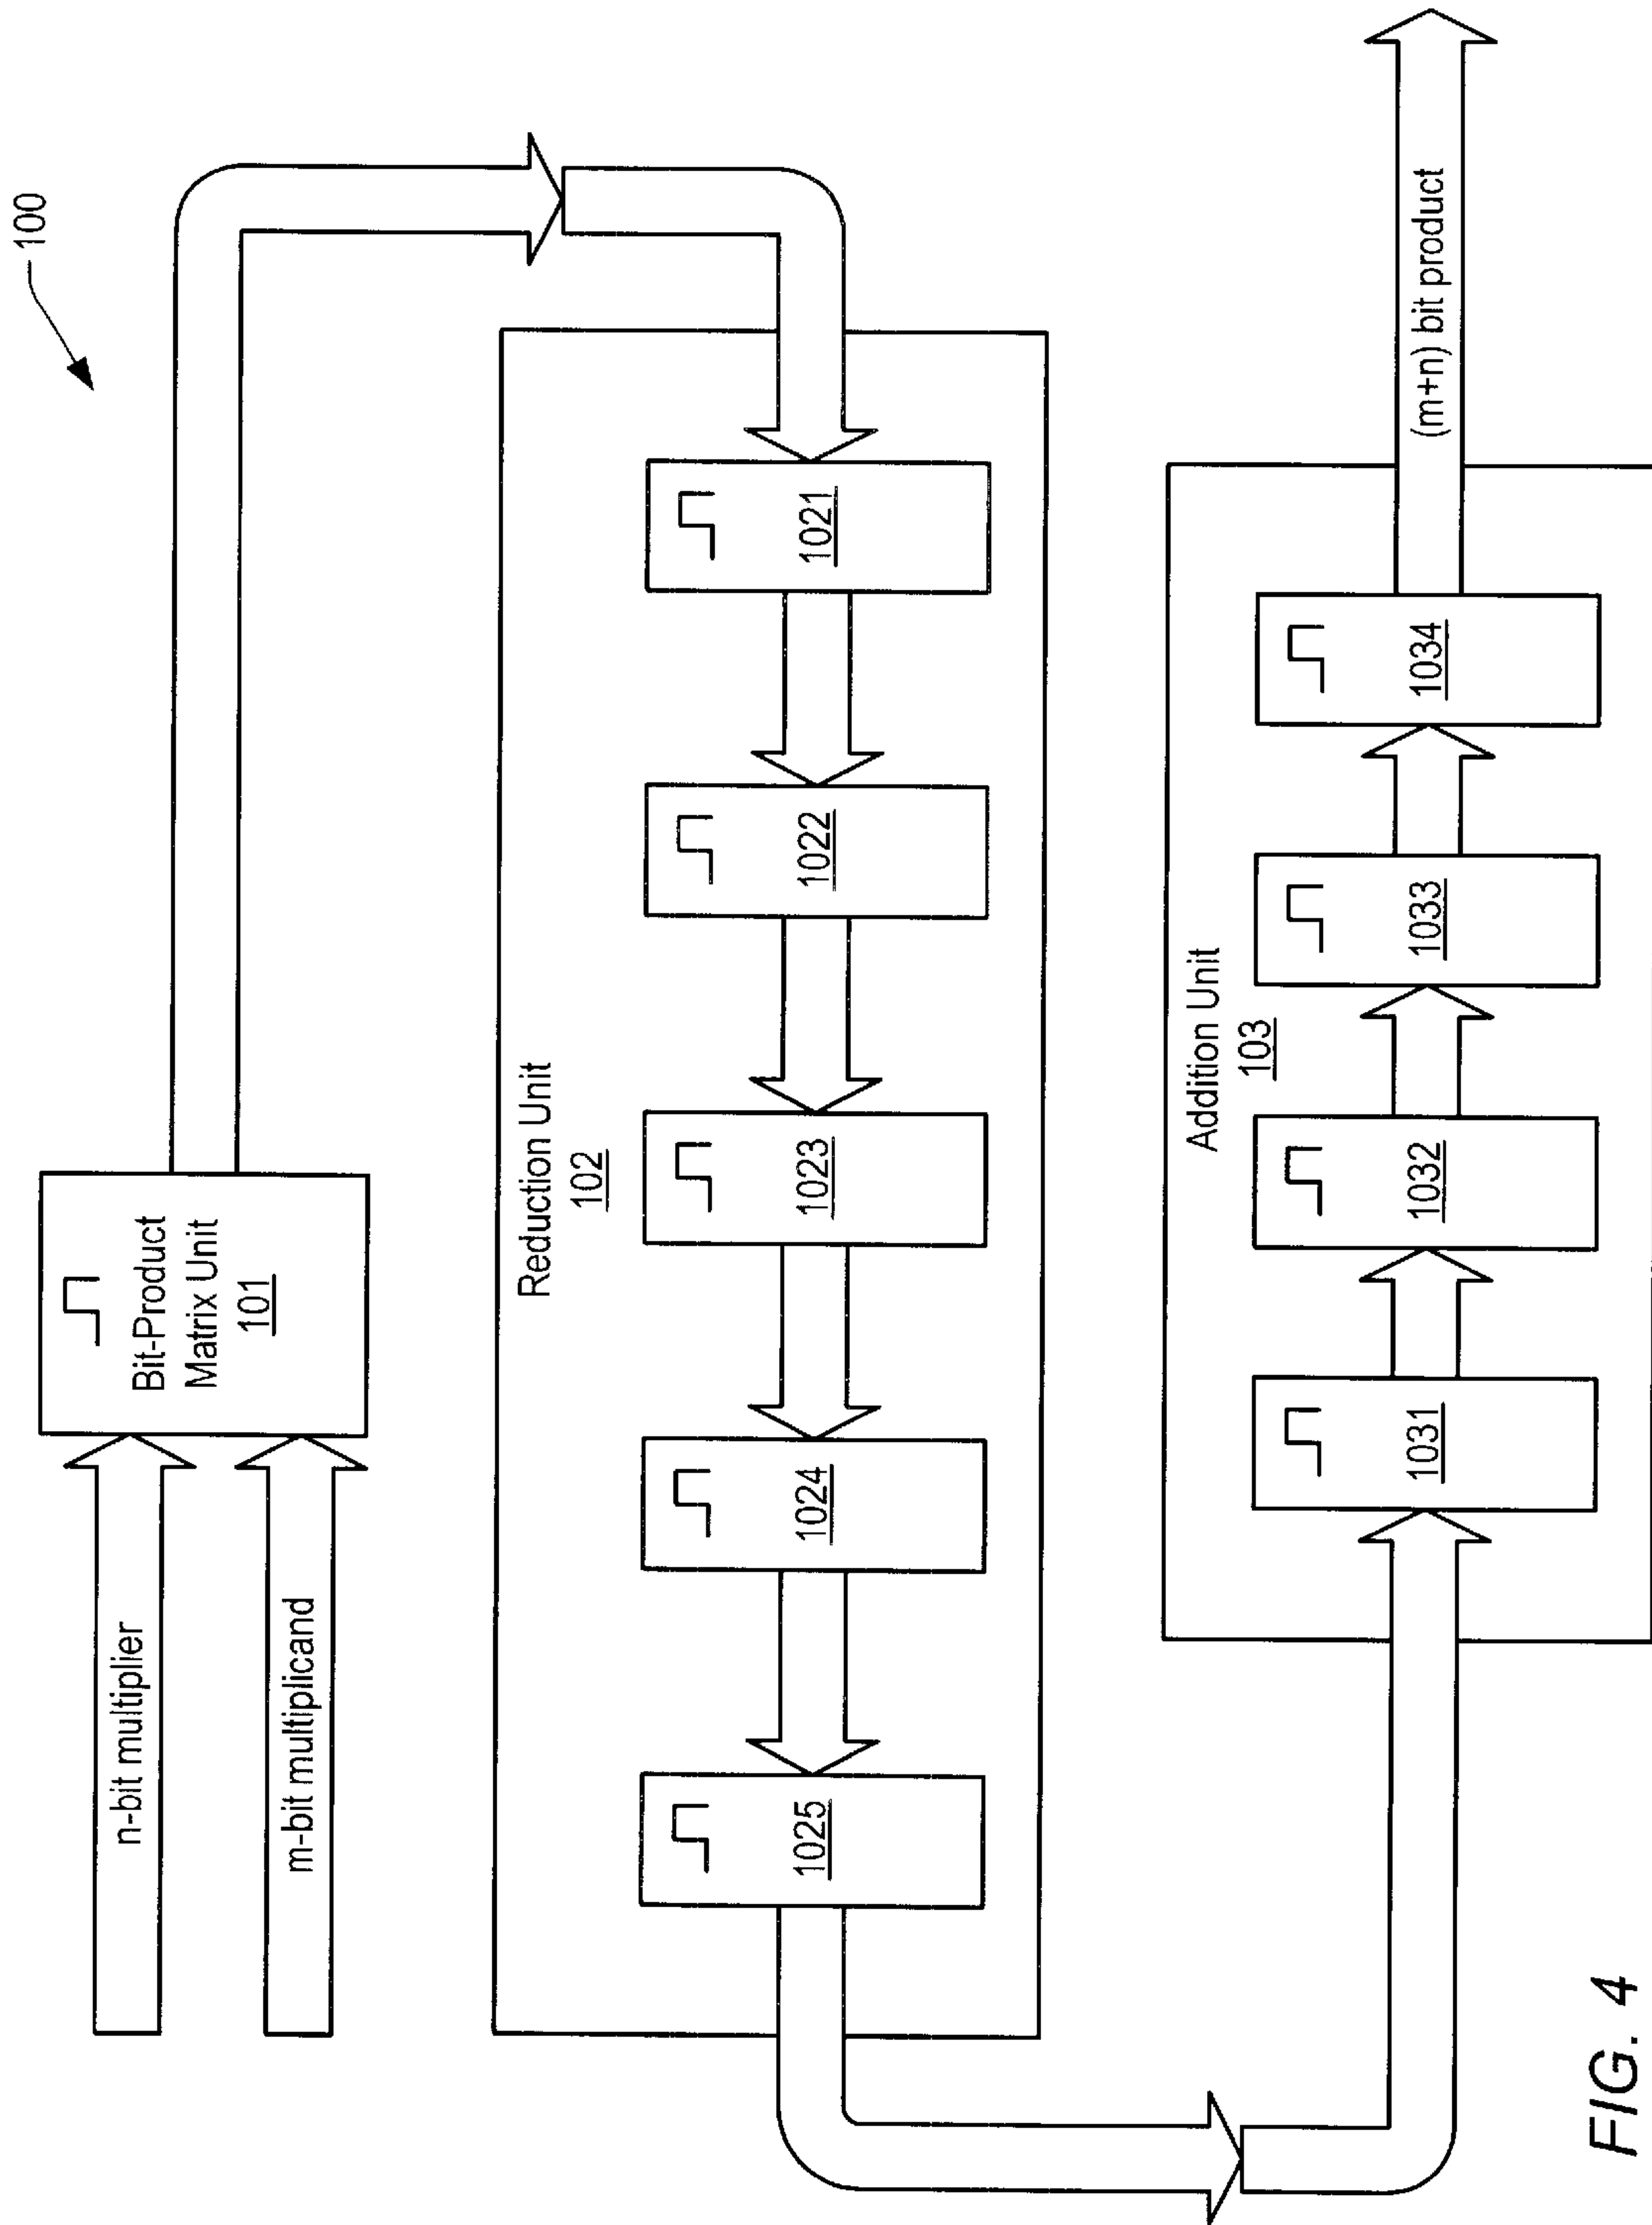 100
n-bit multiplier
m-bit multiplicand
Bit-Product
Matrix Unit
101
Reduction Unit
102
1025
1024
1023
1022
1021
Addition Unit
103
1031
1032
1033
1034
(m+n) bit product
FIG. 4